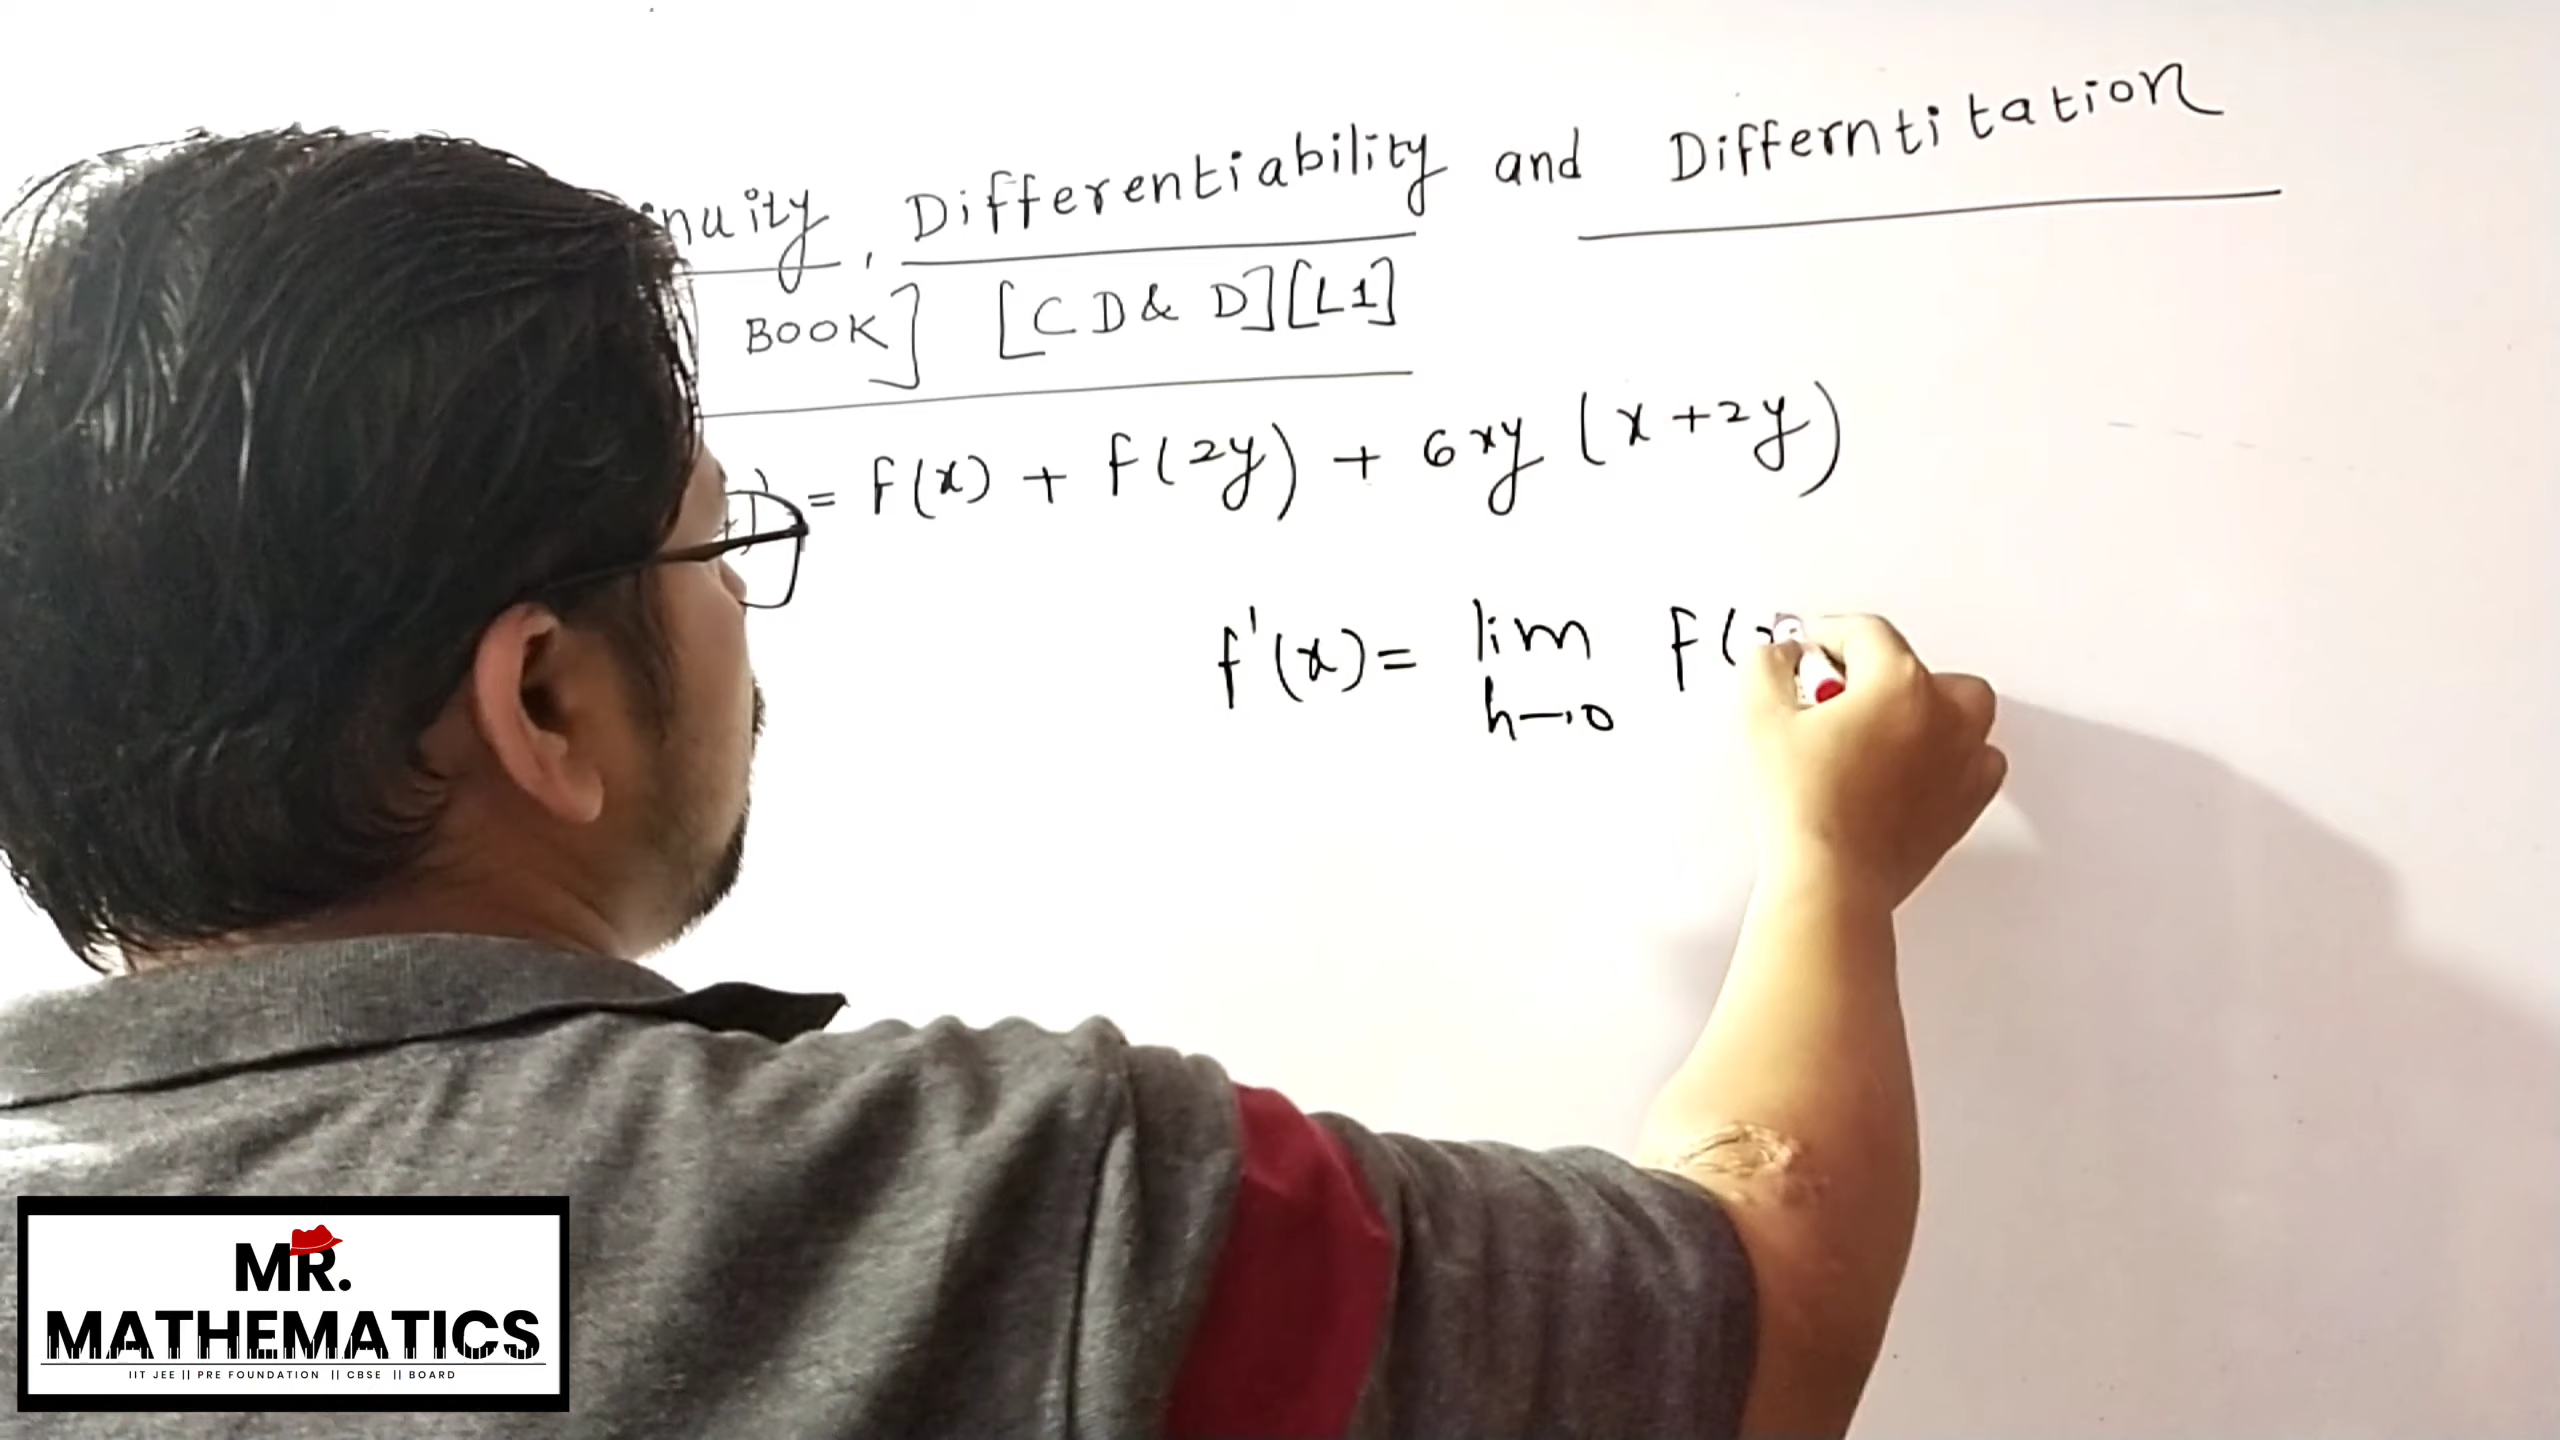 , Differentiability and Differntitation
BOOK] [CD & D][L1]
= f(x) + f(2y) + 6xy (x+2y)
f'(x) = lim f(x
h→0
MR.
MATHEMATICS
IIT JEE || PRE FOUNDATION || CBSE || BOARD